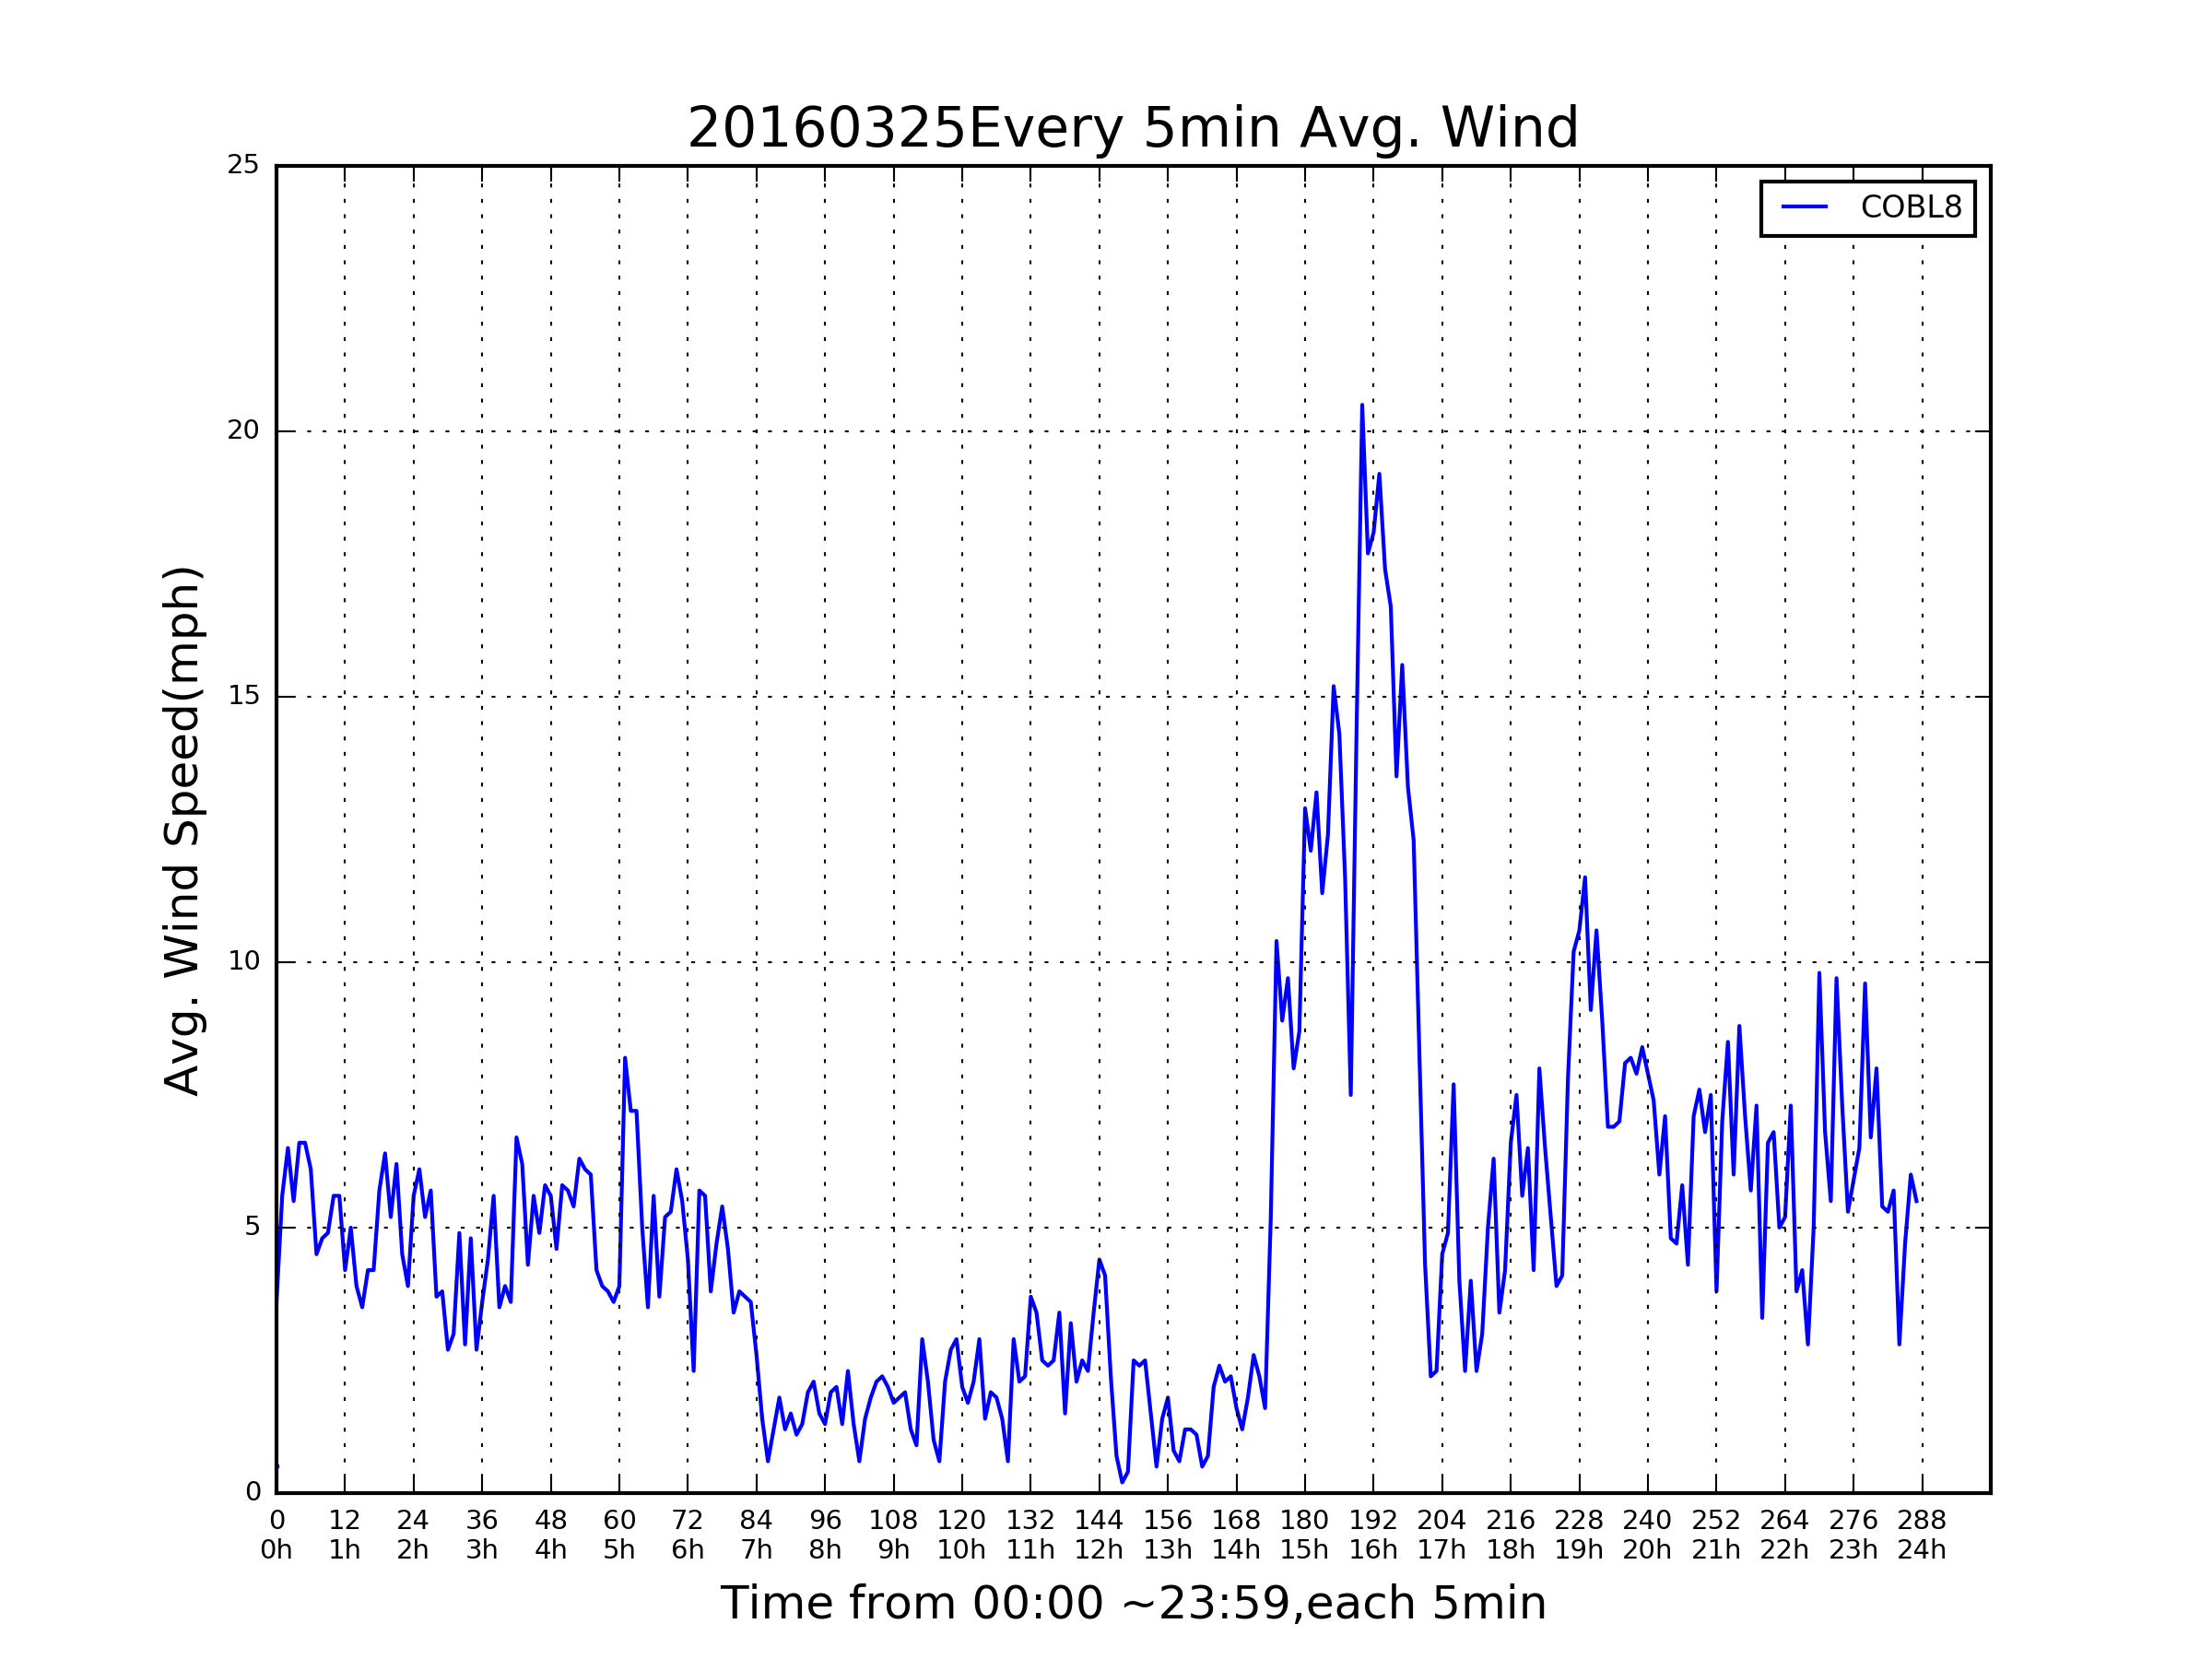 20160325Every 5min Avg. Wind
COBL8
Avg. Wind Speed(mph)
25
20
15
10
5
0
0 12 24 36 48 60 72 84 96 108 120 132 144 156 168 180 192 204 216 228 240 252 264 276 288
0h 1h 2h 3h 4h 5h 6h 7h 8h 9h 10h 11h 12h 13h 14h 15h 16h 17h 18h 19h 20h 21h 22h 23h 24h
Time from 00:00 ~23:59,each 5min